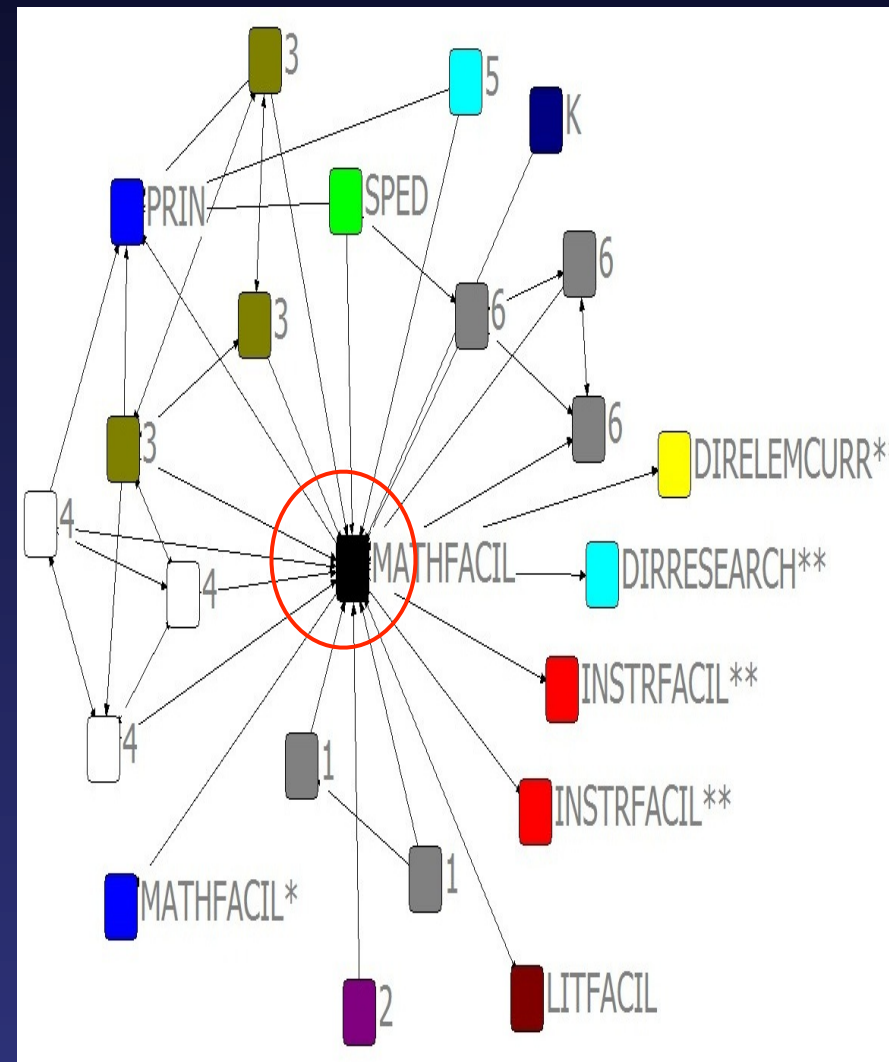 3
5
K
PRIN
SPED
6
6
3
6
3
DIRELEMCURR*
4
MATHFACIL
DIRRESEARCH**
4
INSTRFACIL**
4
1
INSTRFACIL**
1
MATHFACIL*
LITFACIL
2